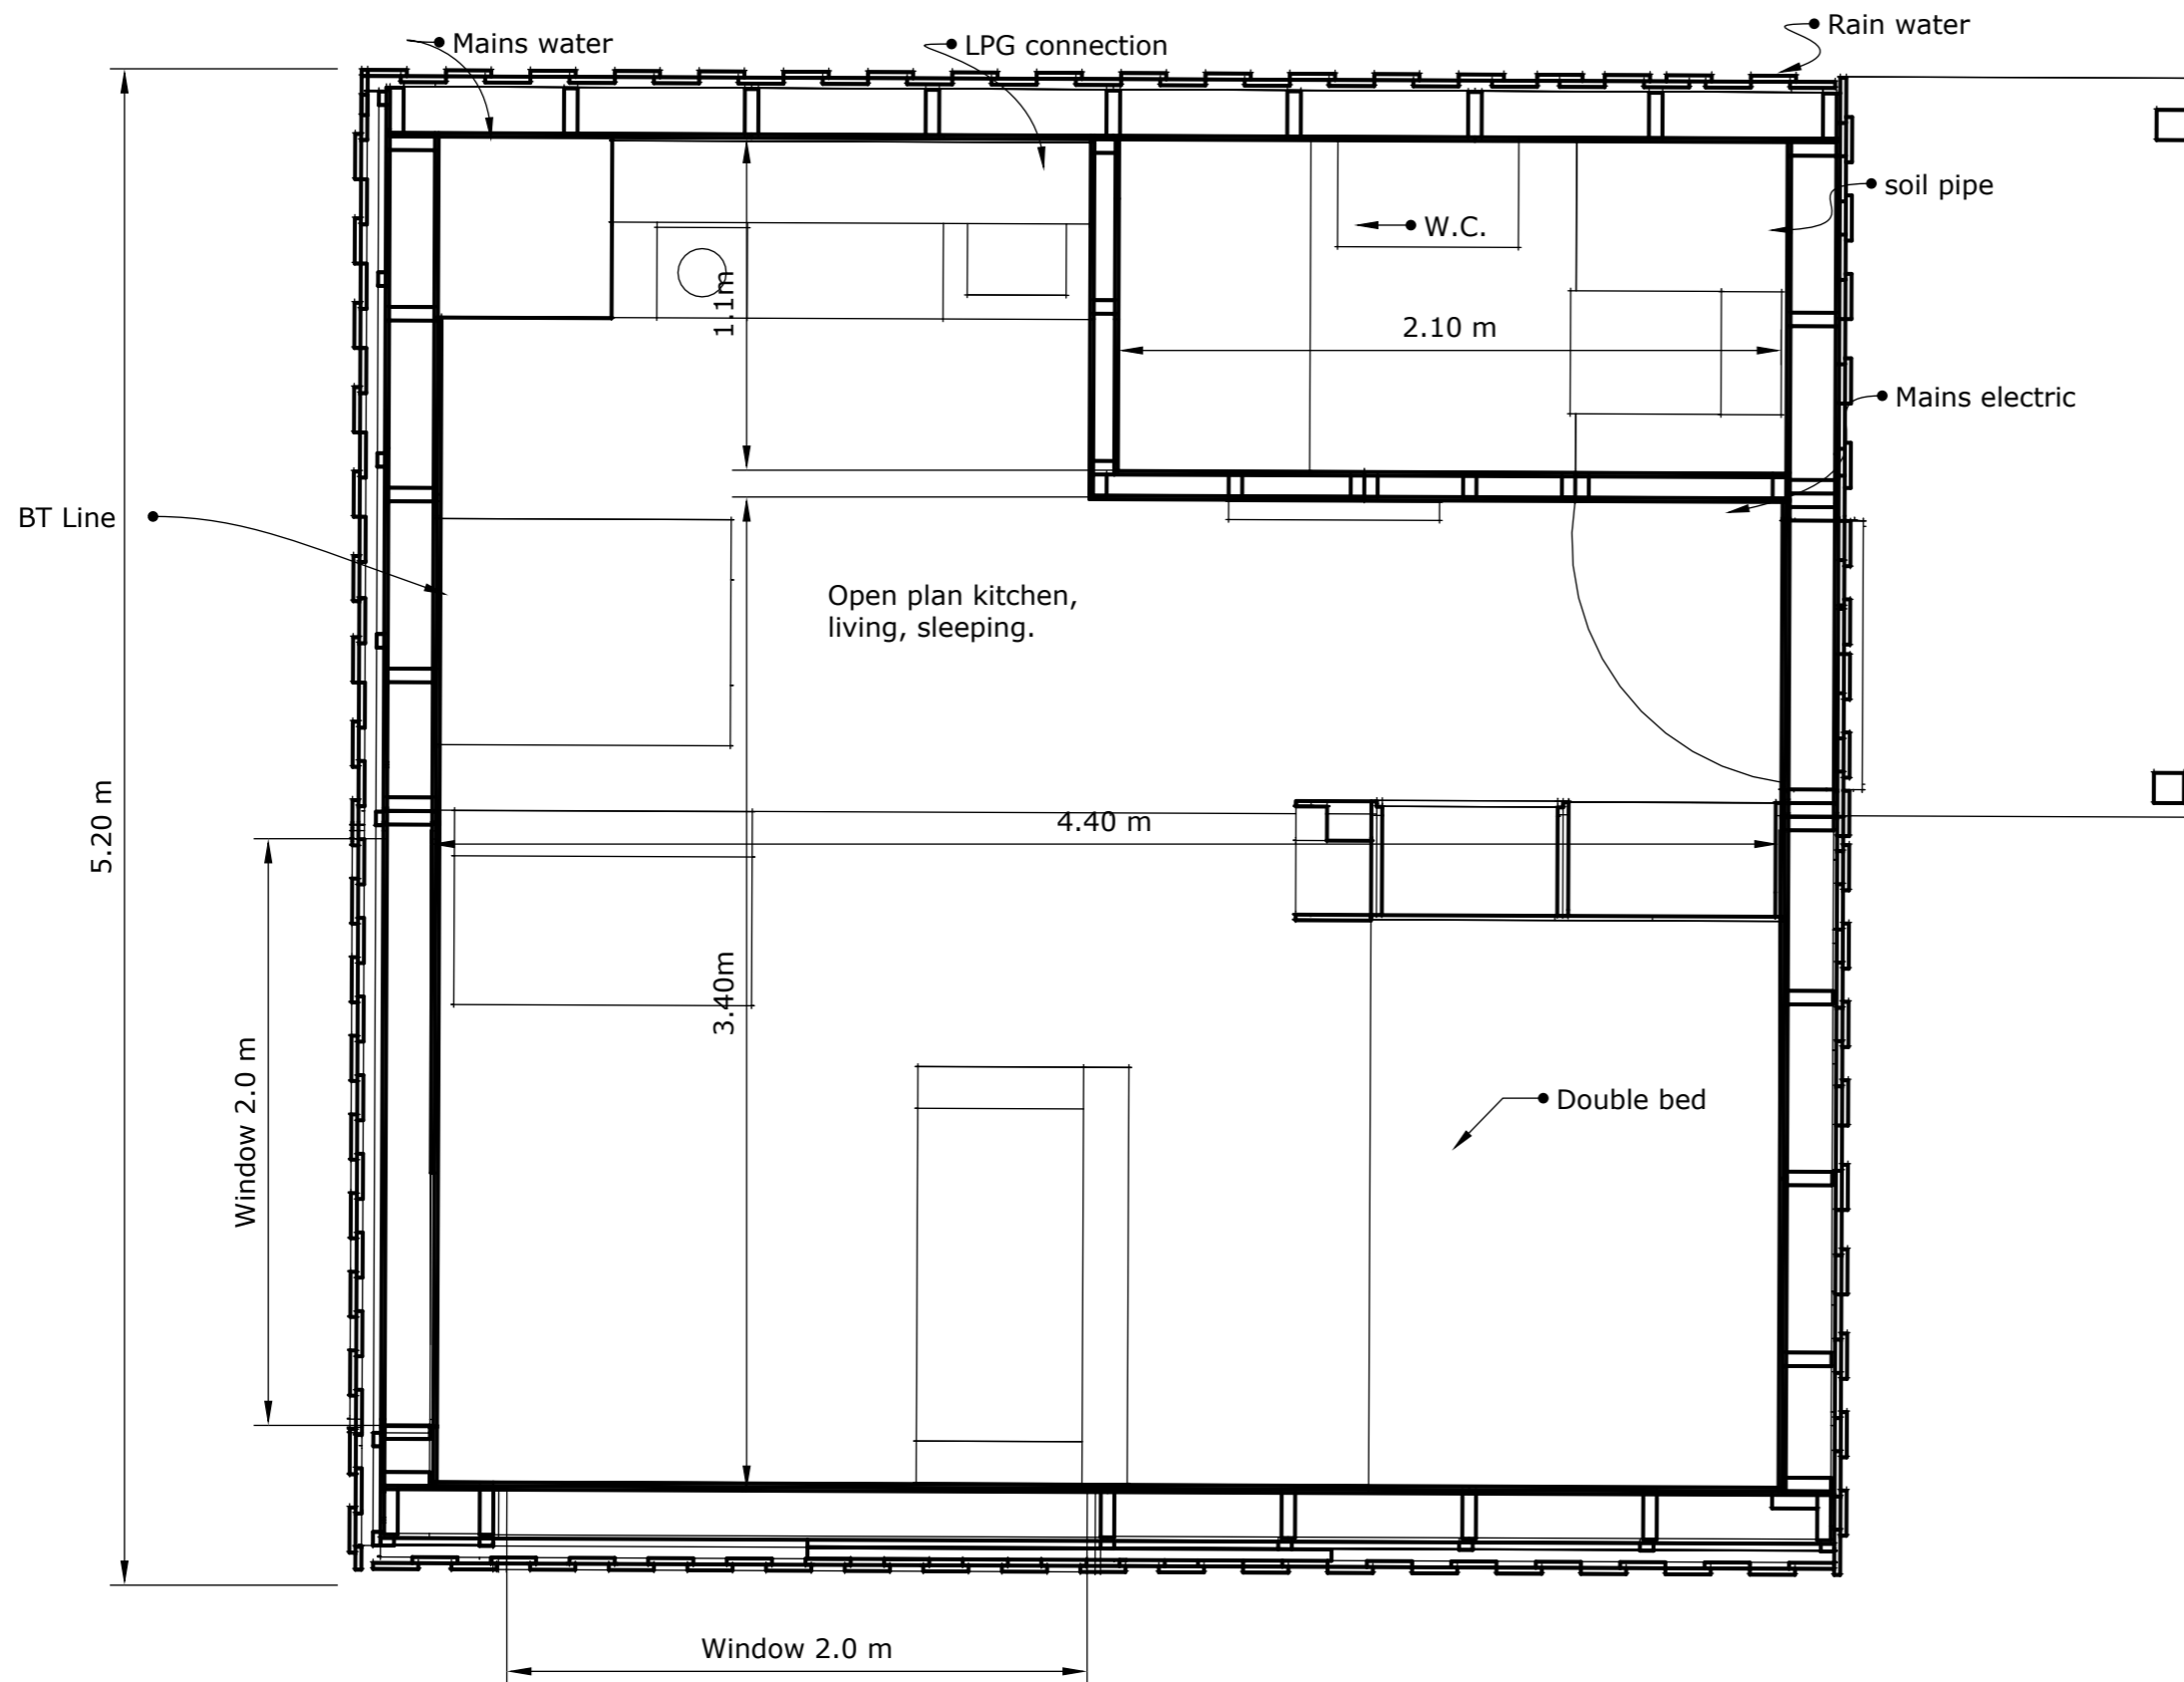 Rain water
Mains water
LPG connection
soil pipe
W.C.
1.1m
2.10 m
Mains electric
BT Line
Open plan kitchen,
living, sleeping.
4.40 m
5.20 m
3.40m
Window 2.0 m
Double bed
Window 2.0 m